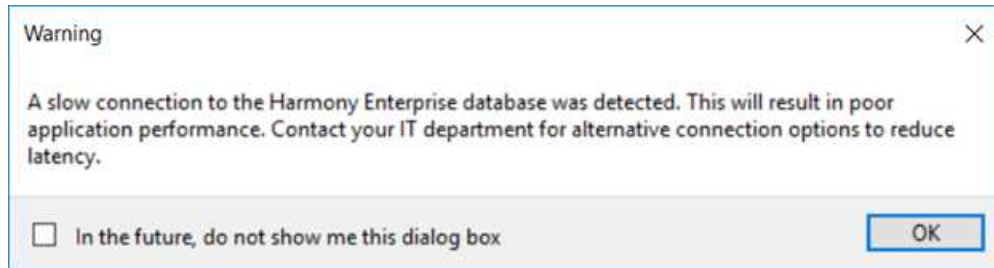 Warning
A slow connection to the Harmony Enterprise database was detected. This will result in poor
application performance. Contact your IT department for alternative connection options to reduce
latency.
In the future, do not show me this dialog box
OK